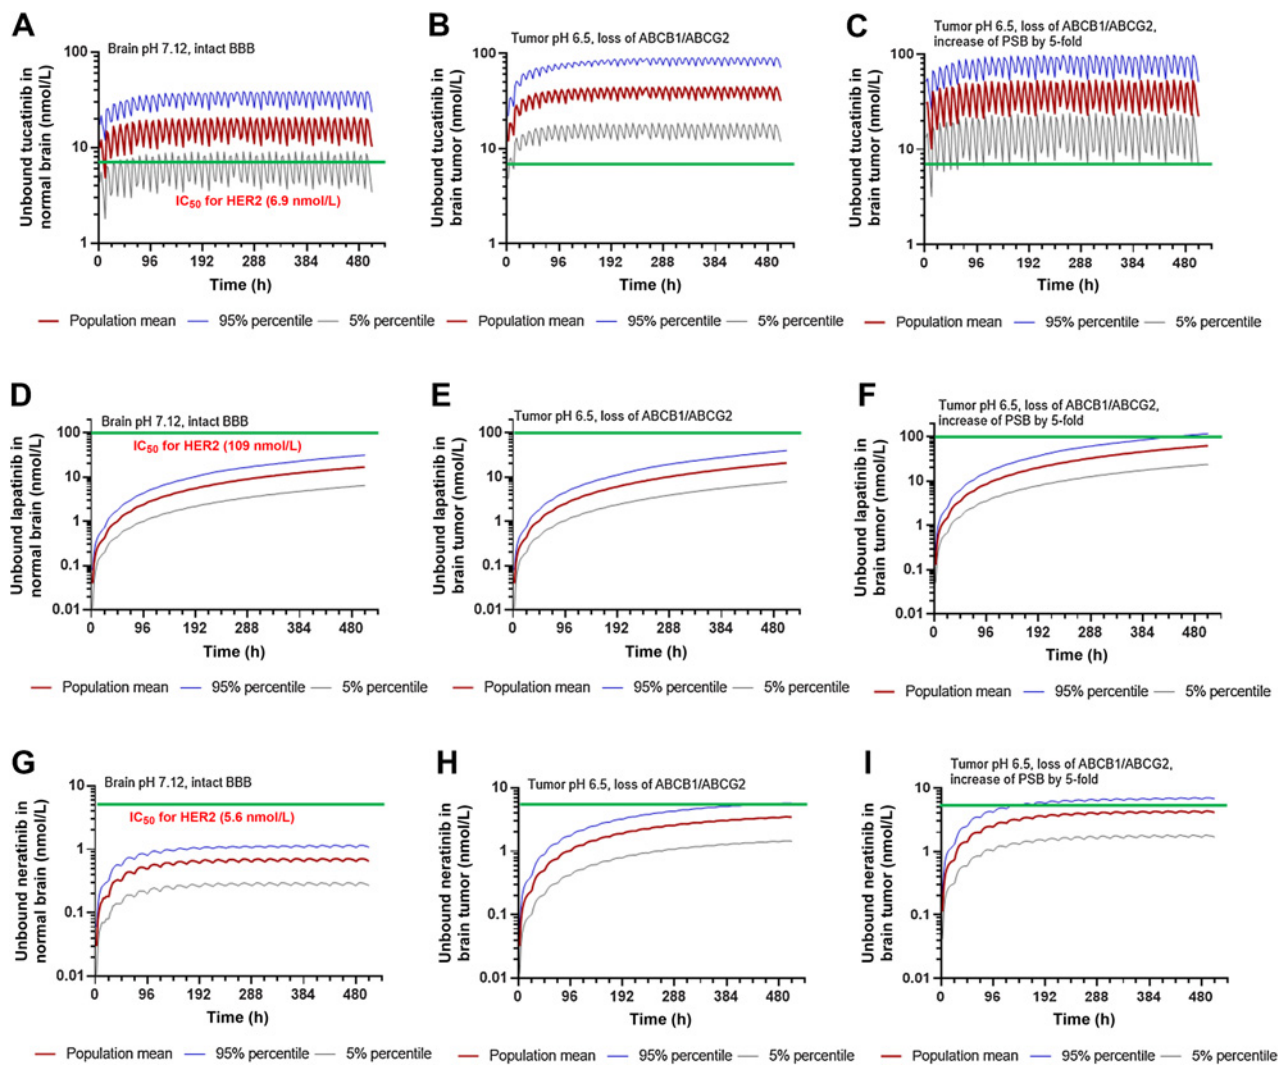 A
Brain pH 7.12, intact BBB
Unbound tucatinib in
normal brain (nmol/L)
100
10
1
IC50 for HER2 (6.9 nmol/L)
0 96 192 288 384 480
Time (h)
Population mean 95% percentile 5% percentile
B
Tumor pH 6.5, loss of ABCB1/ABCG2
Unbound tucatinib in
brain tumor (nmol/L)
100
10
1
0 96 192 288 384 480
Time (h)
Population mean 95% percentile 5% percentile
C
Tumor pH 6.5, loss of ABCB1/ABCG2,
increase of PSB by 5-fold
Unbound tucatinib in
brain tumor (nmol/L)
100
10
1
0 96 192 288 384 480
Time (h)
Population mean 95% percentile 5% percentile
D
Brain pH 7.12, intact BBB
Unbound lapatinib in
normal brain (nmol/L)
100
10
1
0.1
0.01
IC50 for HER2 (109 nmol/L)
0 96 192 288 384 480
Time (h)
Population mean 95% percentile 5% percentile
E
Tumor pH 6.5, loss of ABCB1/ABCG2
Unbound lapatinib in
brain tumor (nmol/L)
100
10
1
0.1
0.01
0 96 192 288 384 480
Time (h)
Population mean 95% percentile 5% percentile
F
Tumor pH 6.5, loss of ABCB1/ABCG2,
increase of PSB by 5-fold
Unbound lapatinib in
brain tumor (nmol/L)
100
10
1
0.1
0.01
0 96 192 288 384 480
Time (h)
Population mean 95% percentile 5% percentile
G
Brain pH 7.12, intact BBB
Unbound neratinib in
normal brain (nmol/L)
10
1
0.1
0.01
IC50 for HER2 (5.6 nmol/L)
0 96 192 288 384 480
Time (h)
Population mean 95% percentile 5% percentile
H
Tumor pH 6.5, loss of ABCB1/ABCG2
Unbound neratinib in
brain tumor (nmol/L)
10
1
0.1
0.01
0 96 192 288 384 480
Time (h)
Population mean 95% percentile 5% percentile
I
Tumor pH 6.5, loss of ABCB1/ABCG2,
increase of PSB by 5-fold
Unbound neratinib in
brain tumor (nmol/L)
10
1
0.1
0.01
0 96 192 288 384 480
Time (h)
Population mean 95% percentile 5% percentile